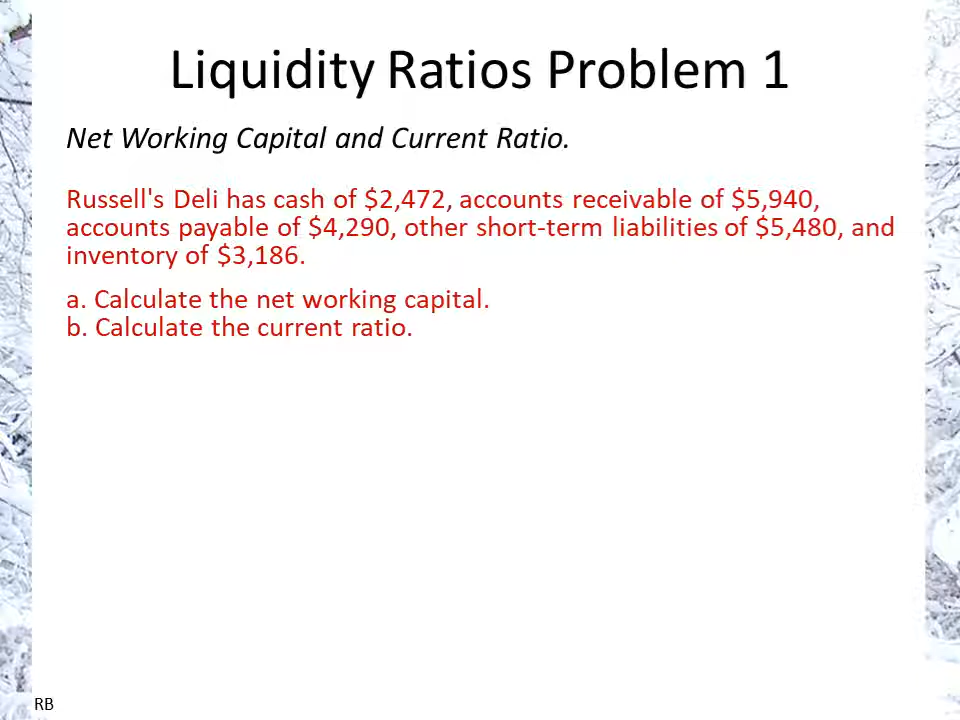 Liquidity Ratios Problem 1
Net Working Capital and Current Ratio.
Russell's Deli has cash of $2,472, accounts receivable of $5,940,
accounts payable of $4,290, other short-term liabilities of $5,480, and
inventory of $3,186.
a. Calculate the net working capital.
b. Calculate the current ratio.
RB